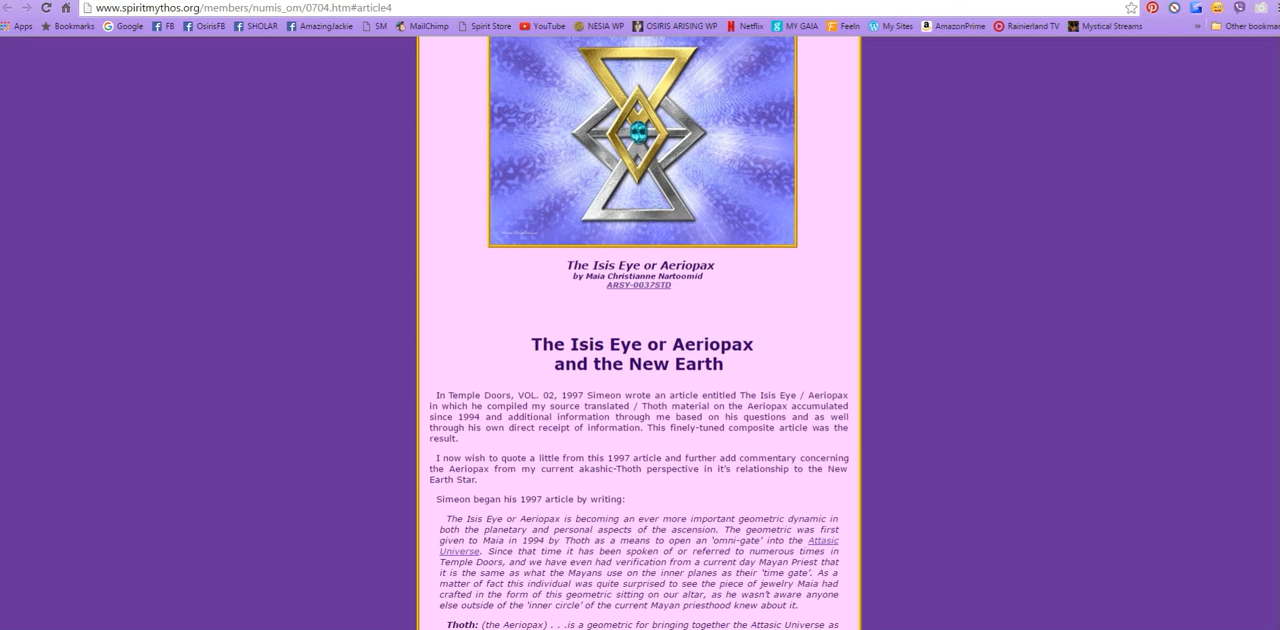 www.spiritmythos.org/members/numis_om/0704.htm#article4
Apps Bookmarks Google FB OsirisFB SHOLAR AmazingJackie SM MailChimp Spirit Store YouTube NESIA WP OSIRIS ARISING WP Netflix MY GAIA FeeIn My Sites AmazonPrime Rainierland TV Mystical Streams » Other bookmar
The Isis Eye or Aeriopax
by Maia Christianne Nartoomid
ARSY-0037STD
The Isis Eye or Aeriopax
and the New Earth
In Temple Doors, VOL. 02, 1997 Simeon wrote an article entitled The Isis Eye / Aeriopax
in which he compiled my source translated / Thoth material on the Aeriopax accumulated
since 1994 and additional information through me based on his questions and as well
through his own direct receipt of information. This finely-tuned composite article was the
result.
I now wish to quote a little from this 1997 article and further add commentary concerning
the Aeriopax from my current akashic-Thoth perspective in it's relationship to the New
Earth Star.
Simeon began his 1997 article by writing:
The Isis Eye or Aeriopax is becoming an ever more important geometric dynamic in
both the planetary and personal aspects of the ascension. The geometric was first
given to Maia in 1994 by Thoth as a means to open an 'omni-gate' into the Attasic
Universe. Since that time it has been spoken of or referred to numerous times in
Temple Doors, and we have even had verification from a current day Mayan Priest that
it is the same as what the Mayans use on the inner planes as their 'time gate'. As a
matter of fact this individual was quite surprised to see the piece of jewelry Maia had
crafted in the form of this geometric sitting on our altar, as he wasn't aware anyone
else outside of the 'inner circle' of the current Mayan priesthood knew about it.
Thoth: (the Aeriopax) . . .is a geometric for bringing together the Attasic Universe as